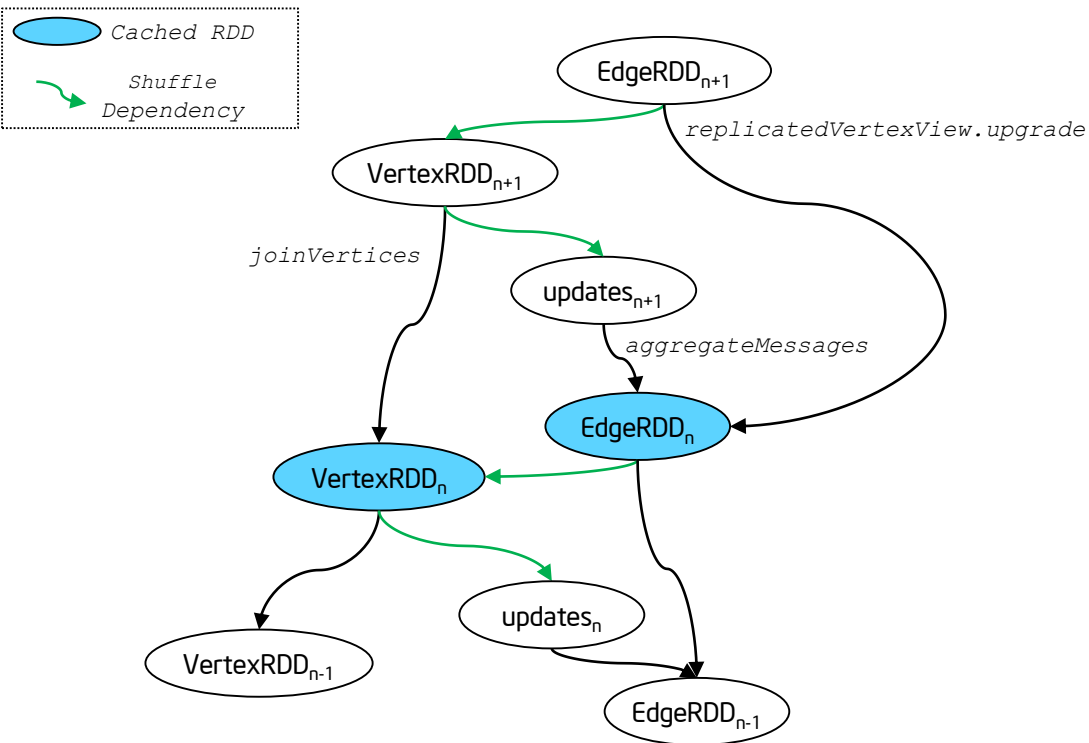 Cached RDD
Shuffle
Dependency
EdgeRDDn+1
replicatedVertexView.upgrade
VertexRDDn+1
joinVertices
updatesn+1
aggregateMessages
EdgeRDDn
VertexRDDn
updatesn
VertexRDDn-1
EdgeRDDn-1